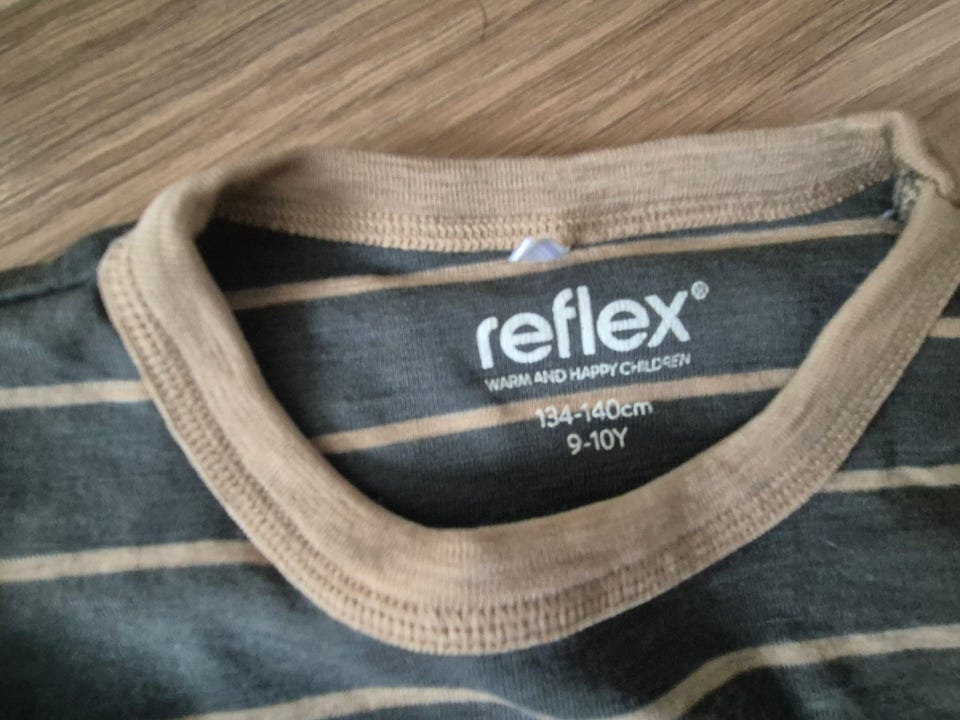 reflex®
WARM AND HAPPY CHILDREN
134-140cm
9-10Y